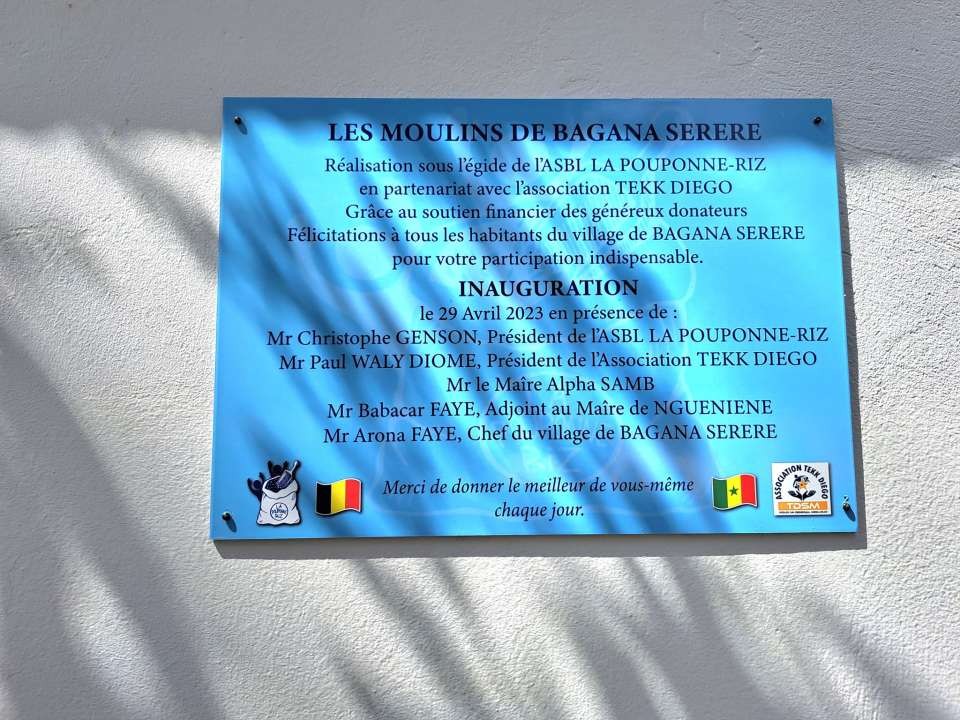 LES MOULINS DE BAGANA SERERE
Réalisation sous l'égide de l'ASBL LA POUPONNE-RIZ
en partenariat avec l'association TEKK DIEGO
Grâce au soutien financier des généreux donateurs
Félicitations à tous les habitants du village de BAGANA SERERE
pour votre participation indispensable.
INAUGURATION
le 29 Avril 2023 en présence de :
Mr Christophe GENSON, Président de l'ASBL LA POUPONNE-RIZ
Mr Paul WALY DIOME, Président de l'Association TEKK DIEGO
Mr le Maîre Alpha SAMB
Mr Babacar FAYE, Adjoint au Maîre de NGUENIENE
Mr Arona FAYE, Chef du village de BAGANA SERERE
Merci de donner le meilleur de vous-même
chaque jour.
LA
RIZ
ASSOCIATION TEKK DIEGO
TDSM